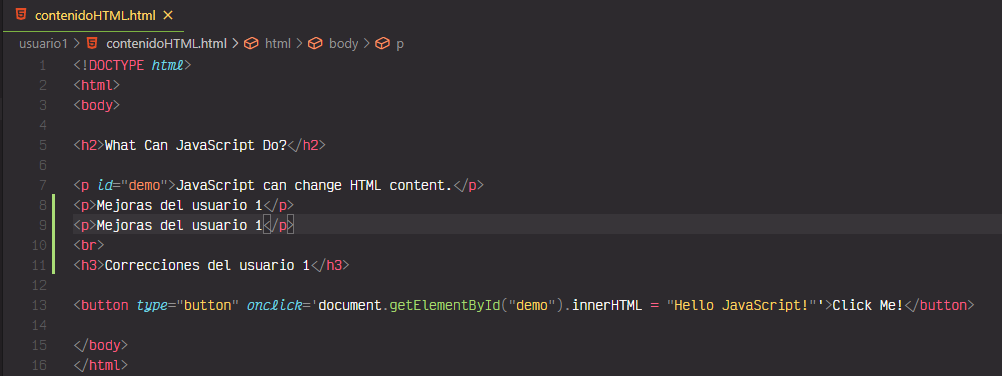 contenidoHTML.html ×
usuario1 > contenidoHTML.html > html > body > p
1 <!DOCTYPE html>
2 <html>
3 <body>
4
5 <h2>What Can JavaScript Do?</h2>
6
7 <p id="demo">JavaScript can change HTML content.</p>
8 <p>Mejoras del usuario 1</p>
9 <p>Mejoras del usuario 1</p>
10 <br>
11 <h3>Correcciones del usuario 1</h3>
12
13 <button type="button" onclick='document.getElementById("demo").innerHTML = "Hello JavaScript!"'>Click Me!</button>
14
15 </body>
16 </html>